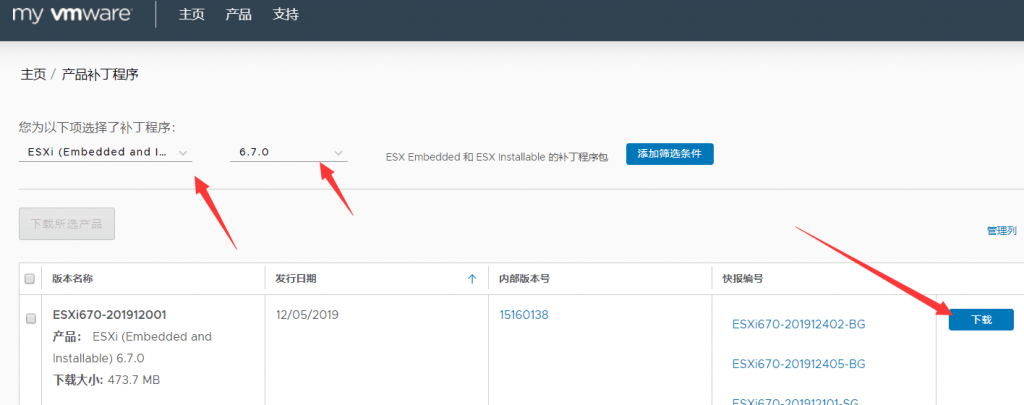 my vmware 主页 产品 支持
主页 / 产品补丁程序
您为以下项选择了补丁程序:
ESXi (Embedded and I... 6.7.0 ESX Embedded 和 ESX Installable 的补丁程序包 添加筛选条件
下载所选产品
管理列
版本名称 发行日期 内部版本号 快报编号
ESXi670-201912001 12/05/2019 15160138 ESXi670-201912402-BG 下载
产品: ESXi (Embedded and
Installable) 6.7.0
ESXi670-201912405-BG
下载大小: 473.7 MB
ESXi670-201912101-SG